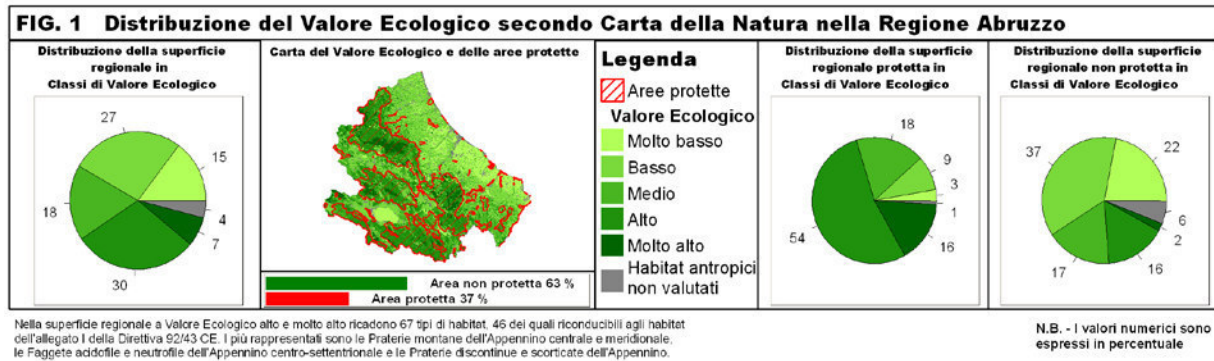 FIG. 1 Distribuzione del Valore Ecologico secondo Carta della Natura nella Regione Abruzzo
Distribuzione della superficie
regionale in
Classi di Valore Ecologico
27
15
18
4
7
30
Carta del Valore Ecologico e delle aree protette
Area non protetta 63 %
Area protetta 37 %
Legenda
Aree protette
Valore Ecologico
Molto basso
Basso
Medio
Alto
Molto alto
Habitat antropici
non valutati
Distribuzione della superficie
regionale protetta in
Classi di Valore Ecologico
18
9
3
1
54
16
Distribuzione della superficie
regionale non protetta in
Classi di Valore Ecologico
37
22
6
2
17
16
Nella superficie regionale a Valore Ecologico alto e molto alto ricadono 67 tipi di habitat, 46 dei quali riconducibili agli habitat
dell'allegato I della Direttiva 92/43 CE. I più rappresentati sono le Praterie montane dell'Appennino centrale e meridionale,
le Faggete acidofile e neutrofile dell'Appennino centro-settentrionale e le Praterie discontinue e scorticate dell'Appennino.
N.B. - I valori numerici sono
espressi in percentuale